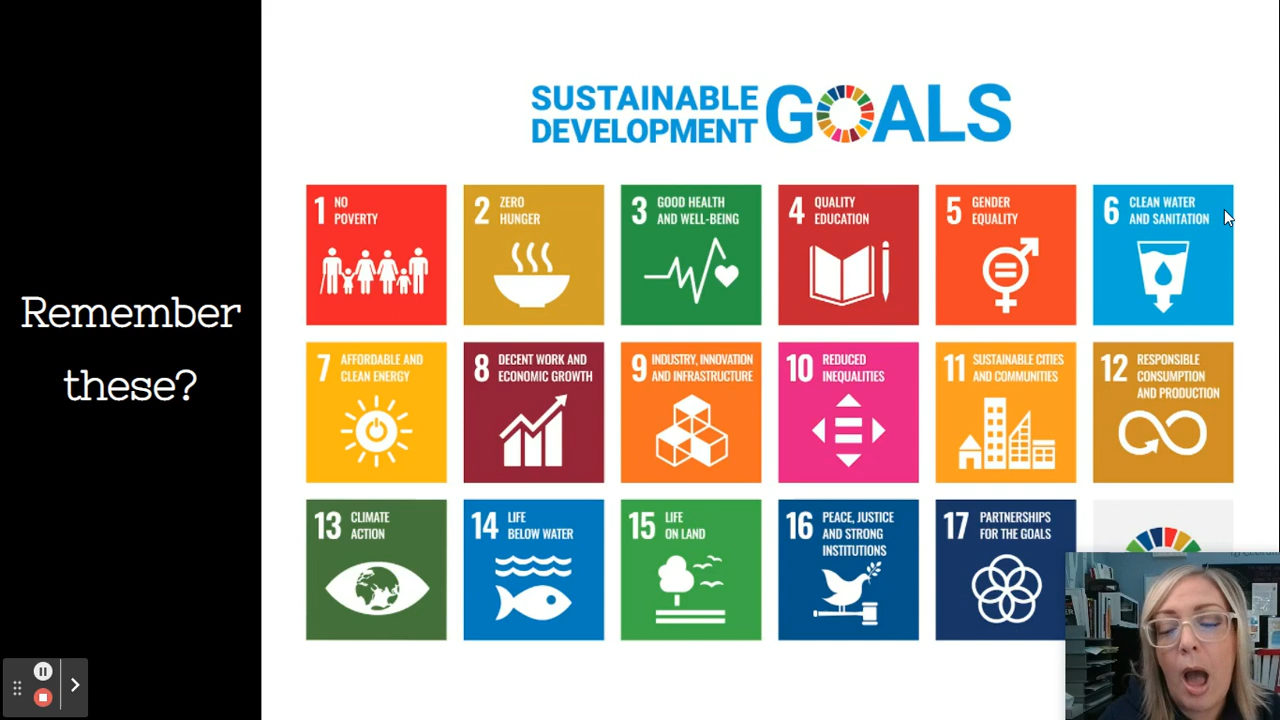 Remember
these?
SUSTAINABLE
DEVELOPMENT
GOALS
1 NO
POVERTY
2 ZERO
HUNGER
3 GOOD HEALTH
AND WELL-BEING
4 QUALITY
EDUCATION
5 GENDER
EQUALITY
6 CLEAN WATER
AND SANITATION
7 AFFORDABLE AND
CLEAN ENERGY
8 DECENT WORK AND
ECONOMIC GROWTH
9 INDUSTRY, INNOVATION
AND INFRASTRUCTURE
10 REDUCED
INEQUALITIES
11 SUSTAINABLE CITIES
AND COMMUNITIES
12 RESPONSIBLE
CONSUMPTION
AND PRODUCTION
13 CLIMATE
ACTION
14 LIFE
BELOW WATER
15 LIFE
ON LAND
16 PEACE, JUSTICE
AND STRONG
INSTITUTIONS
17 PARTNERSHIPS
FOR THE GOALS